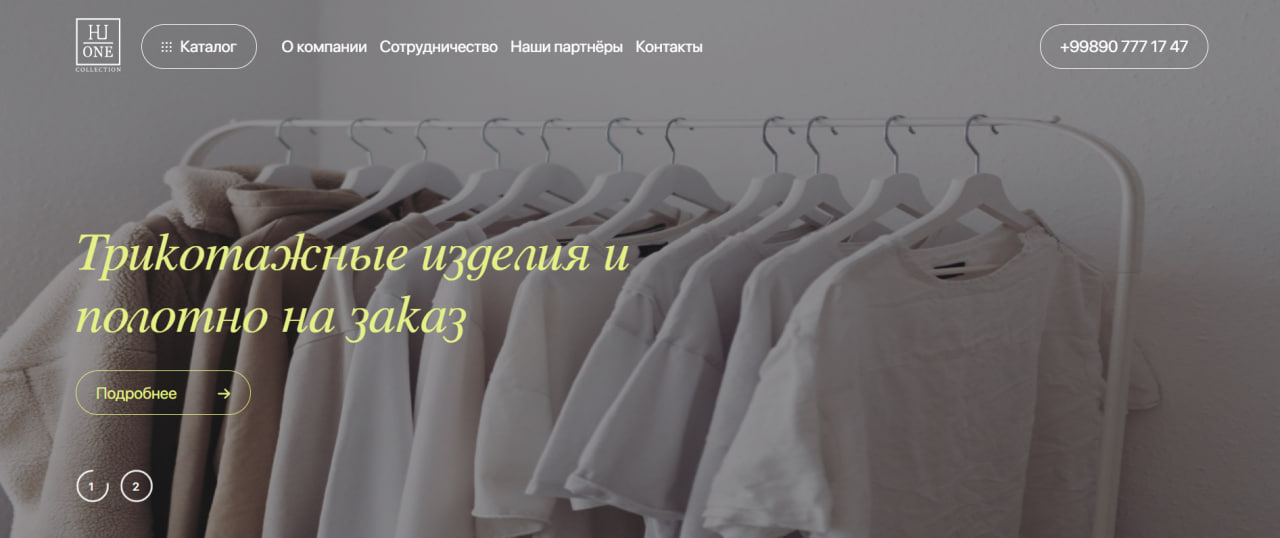 HU
ONE
COLLECTION
Каталог
О компании
Сотрудничество
Наши партнёры
Контакты
+99890 777 17 47
Трикотажные изделия и
полотно на заказ
Подробнее
1
2